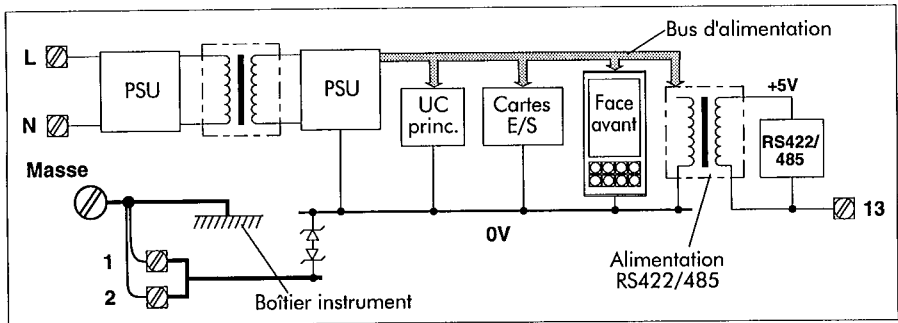 Bus d'alimentation
L
PSU
PSU
UC
princ.
Cartes
E/S
Face
avant
+5V
RS422/
485
N
Masse
13
0V
1
2
Boîtier instrument
Alimentation
RS422/485